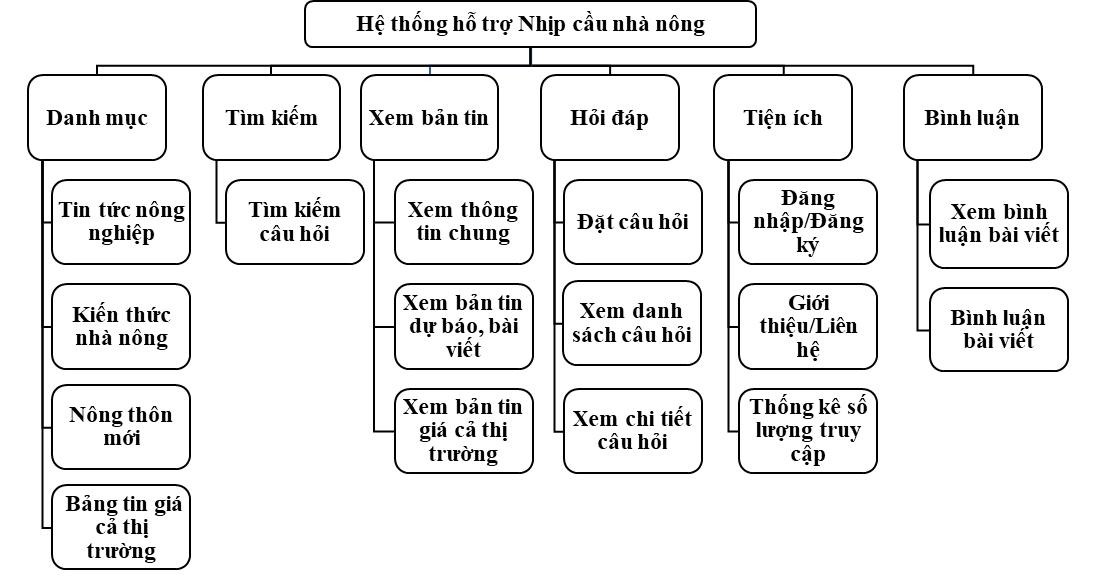 Hệ thống hỗ trợ Nhịp cầu nhà nông
Danh mục
Tin tức nông
nghiệp
Kiến thức
nhà nông
Nông thôn
mới
Bảng tin giá
cả thị
trường
Tìm kiếm
Tìm kiếm
câu hỏi
Xem bản tin
Xem thông
tin chung
Xem bản tin
dự báo, bài
viết
Xem bản tin
giá cả thị
trường
Hỏi đáp
Đặt câu hỏi
Xem danh
sách câu hỏi
Xem chi tiết
câu hỏi
Tiện ích
Đăng
nhập/Đăng
ký
Giới
thiệu/Liên
hệ
Thống kê số
lượng truy
cập
Bình luận
Xem bình
luận bài viết
Bình luận
bài viết